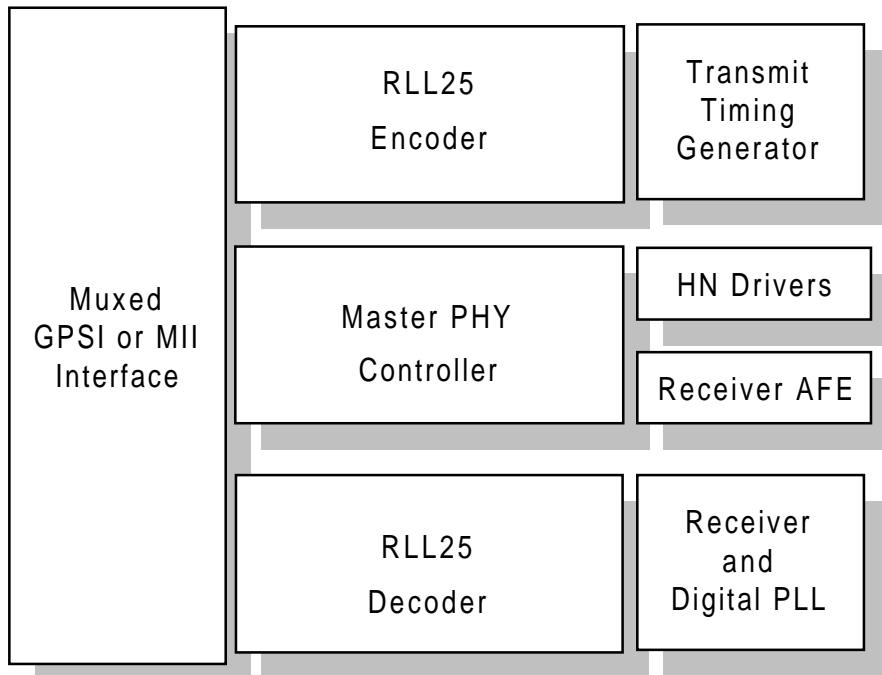 Muxed
GPSI or MII
Interface
RLL25
Encoder
Transmit
Timing
Generator
Master PHY
Controller
HN Drivers
Receiver AFE
RLL25
Decoder
Receiver
and
Digital PLL